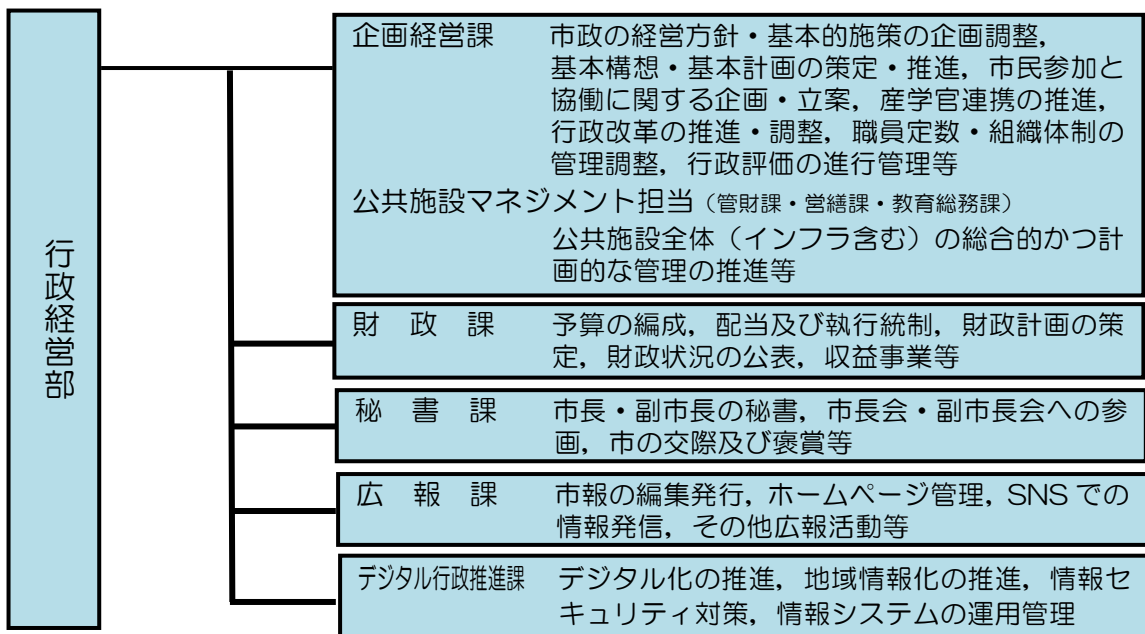 行政経営部
企画経営課 市政の経営方針・基本的施策の企画調整,
基本構想・基本計画の策定・推進, 市民参加と
協働に関する企画・立案, 産学官連携の推進,
行政改革の推進・調整, 職員定数・組織体制の
管理調整, 行政評価の進行管理等
公共施設マネジメント担当（管財課・営繕課・教育総務課）
公共施設全体（インフラ含む）の総合的かつ計
画的な管理の推進等
財政課 予算の編成, 配当及び執行統制, 財政計画の策
定, 財政状況の公表, 収益事業等
秘書課 市長・副市長の秘書, 市長会・副市長会への参
画, 市の交際及び褒賞等
広報課 市報の編集発行, ホームページ管理, SNSでの
情報発信, その他広報活動等
デジタル行政推進課 デジタル化の推進, 地域情報化の推進, 情報セ
キュリティ対策, 情報システムの運用管理